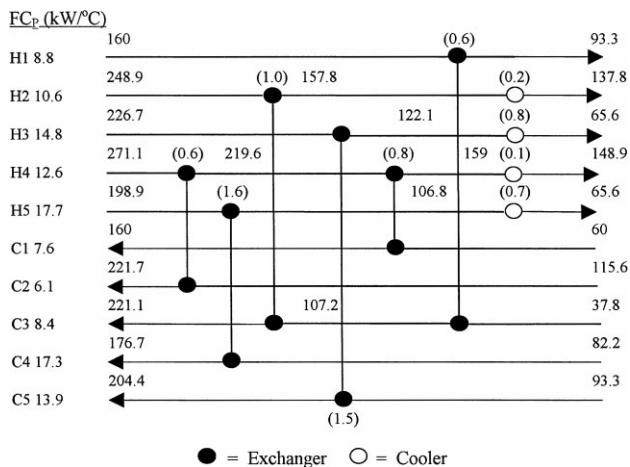 FCP (kW/°C)
160 (0.6) 93.3
H1 8.8
248.9 (1.0) 157.8 (0.2) 137.8
H2 10.6
226.7 122.1 (0.8) 65.6
H3 14.8
271.1 (0.6) 219.6 (0.8) 159 (0.1) 148.9
H4 12.6
198.9 (1.6) 106.8 (0.7) 65.6
H5 17.7
160 60
C1 7.6
221.7 115.6
C2 6.1
221.1 107.2 37.8
C3 8.4
176.7 82.2
C4 17.3
204.4 93.3
C5 13.9
(1.5)
= Exchanger = Cooler